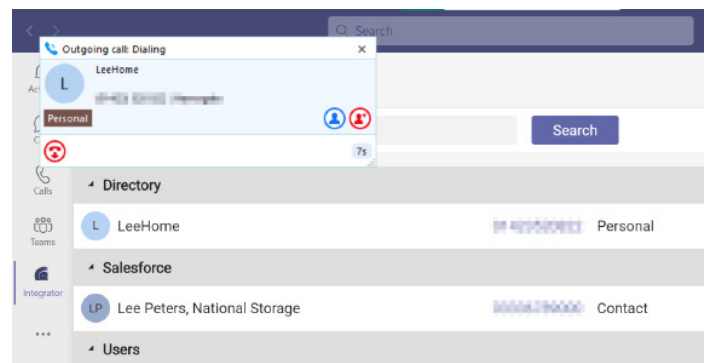 Search
Outgoing call: Dialing
L
LeeHome
Personal
7s
Search
Calls
Teams
Integrator
Directory
L
LeeHome
Personal
Salesforce
LP
Lee Peters, National Storage
Contact
Users